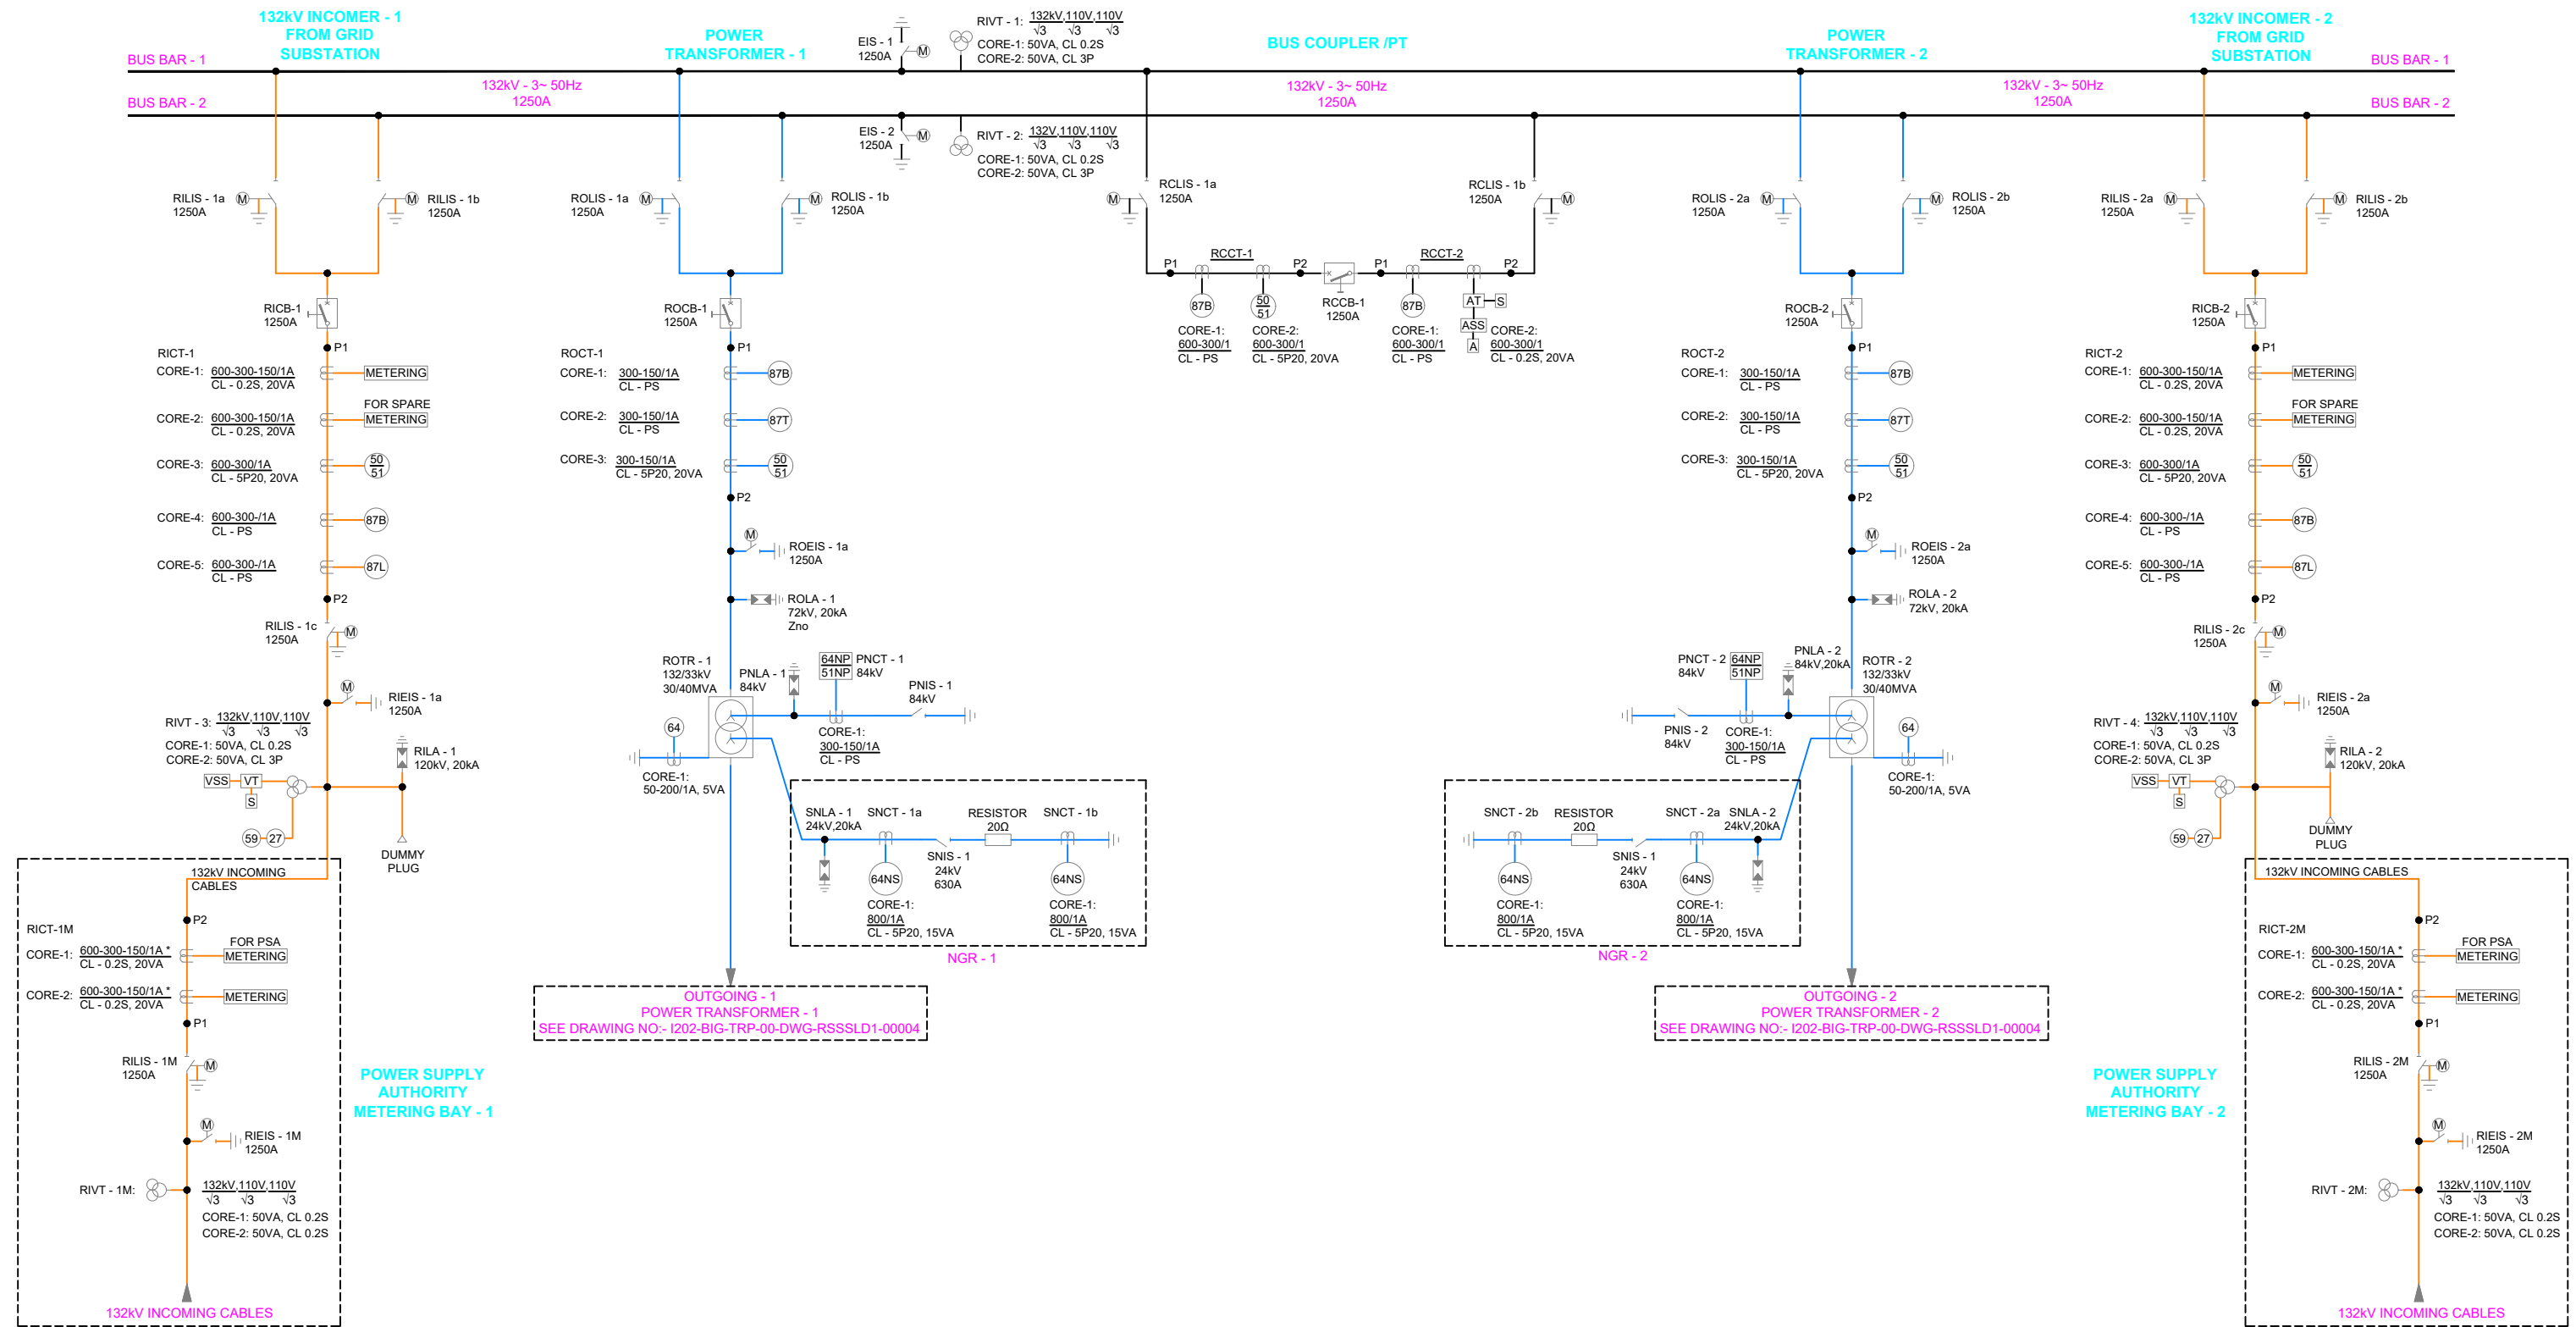 132kV INCOMER - 1
FROM GRID
SUBSTATION
POWER
TRANSFORMER - 1
BUS COUPLER /PT
POWER
TRANSFORMER - 2
132kV INCOMER - 2
FROM GRID
SUBSTATION
BUS BAR - 1
BUS BAR - 1
BUS BAR - 2
BUS BAR - 2
132kV - 3~ 50Hz
1250A
132kV - 3~ 50Hz
1250A
132kV - 3~ 50Hz
1250A
EIS - 1
1250A
M
RIVT - 1: 132kV,110V,110V
√3 √3 √3
CORE-1: 50VA, CL 0.2S
CORE-2: 50VA, CL 3P
EIS - 2
1250A
M
RIVT - 2: 132V,110V,110V
√3 √3 √3
CORE-1: 50VA, CL 0.2S
CORE-2: 50VA, CL 3P
RILIS - 1a
1250A
M
M
RILIS - 1b
1250A
RICB-1
1250A
P1
RICT-1
CORE-1: 600-300-150/1A
CL - 0.2S, 20VA
METERING
FOR SPARE
CORE-2: 600-300-150/1A
CL - 0.2S, 20VA
METERING
CORE-3: 600-300/1A
CL - 5P20, 20VA
50
51
CORE-4: 600-300-/1A
CL - PS
87B
CORE-5: 600-300-/1A
CL - PS
87L
P2
RILIS - 1c
1250A
M
M
RIEIS - 1a
1250A
RIVT - 3: 132kV,110V,110V
√3 √3 √3
CORE-1: 50VA, CL 0.2S
CORE-2: 50VA, CL 3P
RILA - 1
120kV, 20kA
VSS
VT
S
59
27
DUMMY
PLUG
132kV INCOMING
CABLES
P2
RICT-1M
FOR PSA
CORE-1: 600-300-150/1A *
CL - 0.2S, 20VA
METERING
CORE-2: 600-300-150/1A *
CL - 0.2S, 20VA
METERING
P1
RILIS - 1M
1250A
M
M
RIEIS - 1M
1250A
RIVT - 1M: 132kV,110V,110V
√3 √3 √3
CORE-1: 50VA, CL 0.2S
CORE-2: 50VA, CL 0.2S
132kV INCOMING CABLES
POWER SUPPLY
AUTHORITY
METERING BAY - 1
ROLIS - 1a
1250A
M
M
ROLIS - 1b
1250A
ROCB-1
1250A
P1
ROCT-1
CORE-1: 300-150/1A
CL - PS
87B
CORE-2: 300-150/1A
CL - PS
87T
CORE-3: 300-150/1A
CL - 5P20, 20VA
50
51
P2
M
ROEIS - 1a
1250A
ROLA - 1
72kV, 20kA
Zno
ROTR - 1
132/33kV
30/40MVA
PNLA - 1
84kV
64NP
51NP
PNCT - 1
84kV
PNIS - 1
84kV
CORE-1:
300-150/1A
CL - PS
64
CORE-1:
50-200/1A, 5VA
SNLA - 1
24kV,20kA
SNCT - 1a
RESISTOR
20Ω
SNCT - 1b
SNIS - 1
24kV
630A
64NS
64NS
CORE-1:
800/1A
CL - 5P20, 15VA
CORE-1:
800/1A
CL - 5P20, 15VA
NGR - 1
OUTGOING - 1
POWER TRANSFORMER - 1
SEE DRAWING NO:- I202-BIG-TRP-00-DWG-RSSSLD1-00004
RCLIS - 1a
1250A
M
RCLIS - 1b
1250A
M
P1
RCCT-1
P2
P1
RCCT-2
P2
87B
50
51
RCCB-1
1250A
87B
AT
S
ASS
A
CORE-1:
600-300/1
CL - PS
CORE-2:
600-300/1
CL - 5P20, 20VA
CORE-1:
600-300/1
CL - PS
CORE-2:
600-300/1
CL - 0.2S, 20VA
ROLIS - 2a
1250A
M
M
ROLIS - 2b
1250A
ROCB-2
1250A
P1
ROCT-2
CORE-1: 300-150/1A
CL - PS
87B
CORE-2: 300-150/1A
CL - PS
87T
CORE-3: 300-150/1A
CL - 5P20, 20VA
50
51
P2
M
ROEIS - 2a
1250A
ROLA - 2
72kV, 20kA
PNCT - 2
84kV
64NP
51NP
PNLA - 2
84kV,20kA
ROTR - 2
132/33kV
30/40MVA
PNIS - 2
84kV
CORE-1:
300-150/1A
CL - PS
64
CORE-1:
50-200/1A, 5VA
SNCT - 2b
RESISTOR
20Ω
SNCT - 2a
SNLA - 2
24kV,20kA
SNIS - 1
24kV
630A
64NS
64NS
CORE-1:
800/1A
CL - 5P20, 15VA
CORE-1:
800/1A
CL - 5P20, 15VA
NGR - 2
OUTGOING - 2
POWER TRANSFORMER - 2
SEE DRAWING NO:- I202-BIG-TRP-00-DWG-RSSSLD1-00004
RILIS - 2a
1250A
M
M
RILIS - 2b
1250A
RICB-2
1250A
P1
RICT-2
CORE-1: 600-300-150/1A
CL - 0.2S, 20VA
METERING
FOR SPARE
CORE-2: 600-300-150/1A
CL - 0.2S, 20VA
METERING
CORE-3: 600-300/1A
CL - 5P20, 20VA
50
51
CORE-4: 600-300-/1A
CL - PS
87B
CORE-5: 600-300-/1A
CL - PS
87L
P2
RILIS - 2c
1250A
M
M
RIEIS - 2a
1250A
RIVT - 4: 132kV,110V,110V
√3 √3 √3
CORE-1: 50VA, CL 0.2S
CORE-2: 50VA, CL 3P
RILA - 2
120kV, 20kA
VSS
VT
S
59
27
DUMMY
PLUG
132kV INCOMING CABLES
P2
RICT-2M
FOR PSA
CORE-1: 600-300-150/1A *
CL - 0.2S, 20VA
METERING
CORE-2: 600-300-150/1A *
CL - 0.2S, 20VA
METERING
P1
RILIS - 2M
1250A
M
M
RIEIS - 2M
1250A
RIVT - 2M: 132kV,110V,110V
√3 √3 √3
CORE-1: 50VA, CL 0.2S
CORE-2: 50VA, CL 0.2S
132kV INCOMING CABLES
POWER SUPPLY
AUTHORITY
METERING BAY - 2